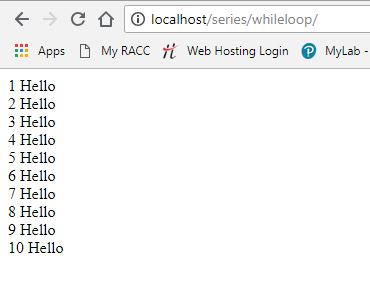 localhost/series/whileloop/
Apps My RACC Web Hosting Login MyLab -
1 Hello
2 Hello
3 Hello
4 Hello
5 Hello
6 Hello
7 Hello
8 Hello
9 Hello
10 Hello